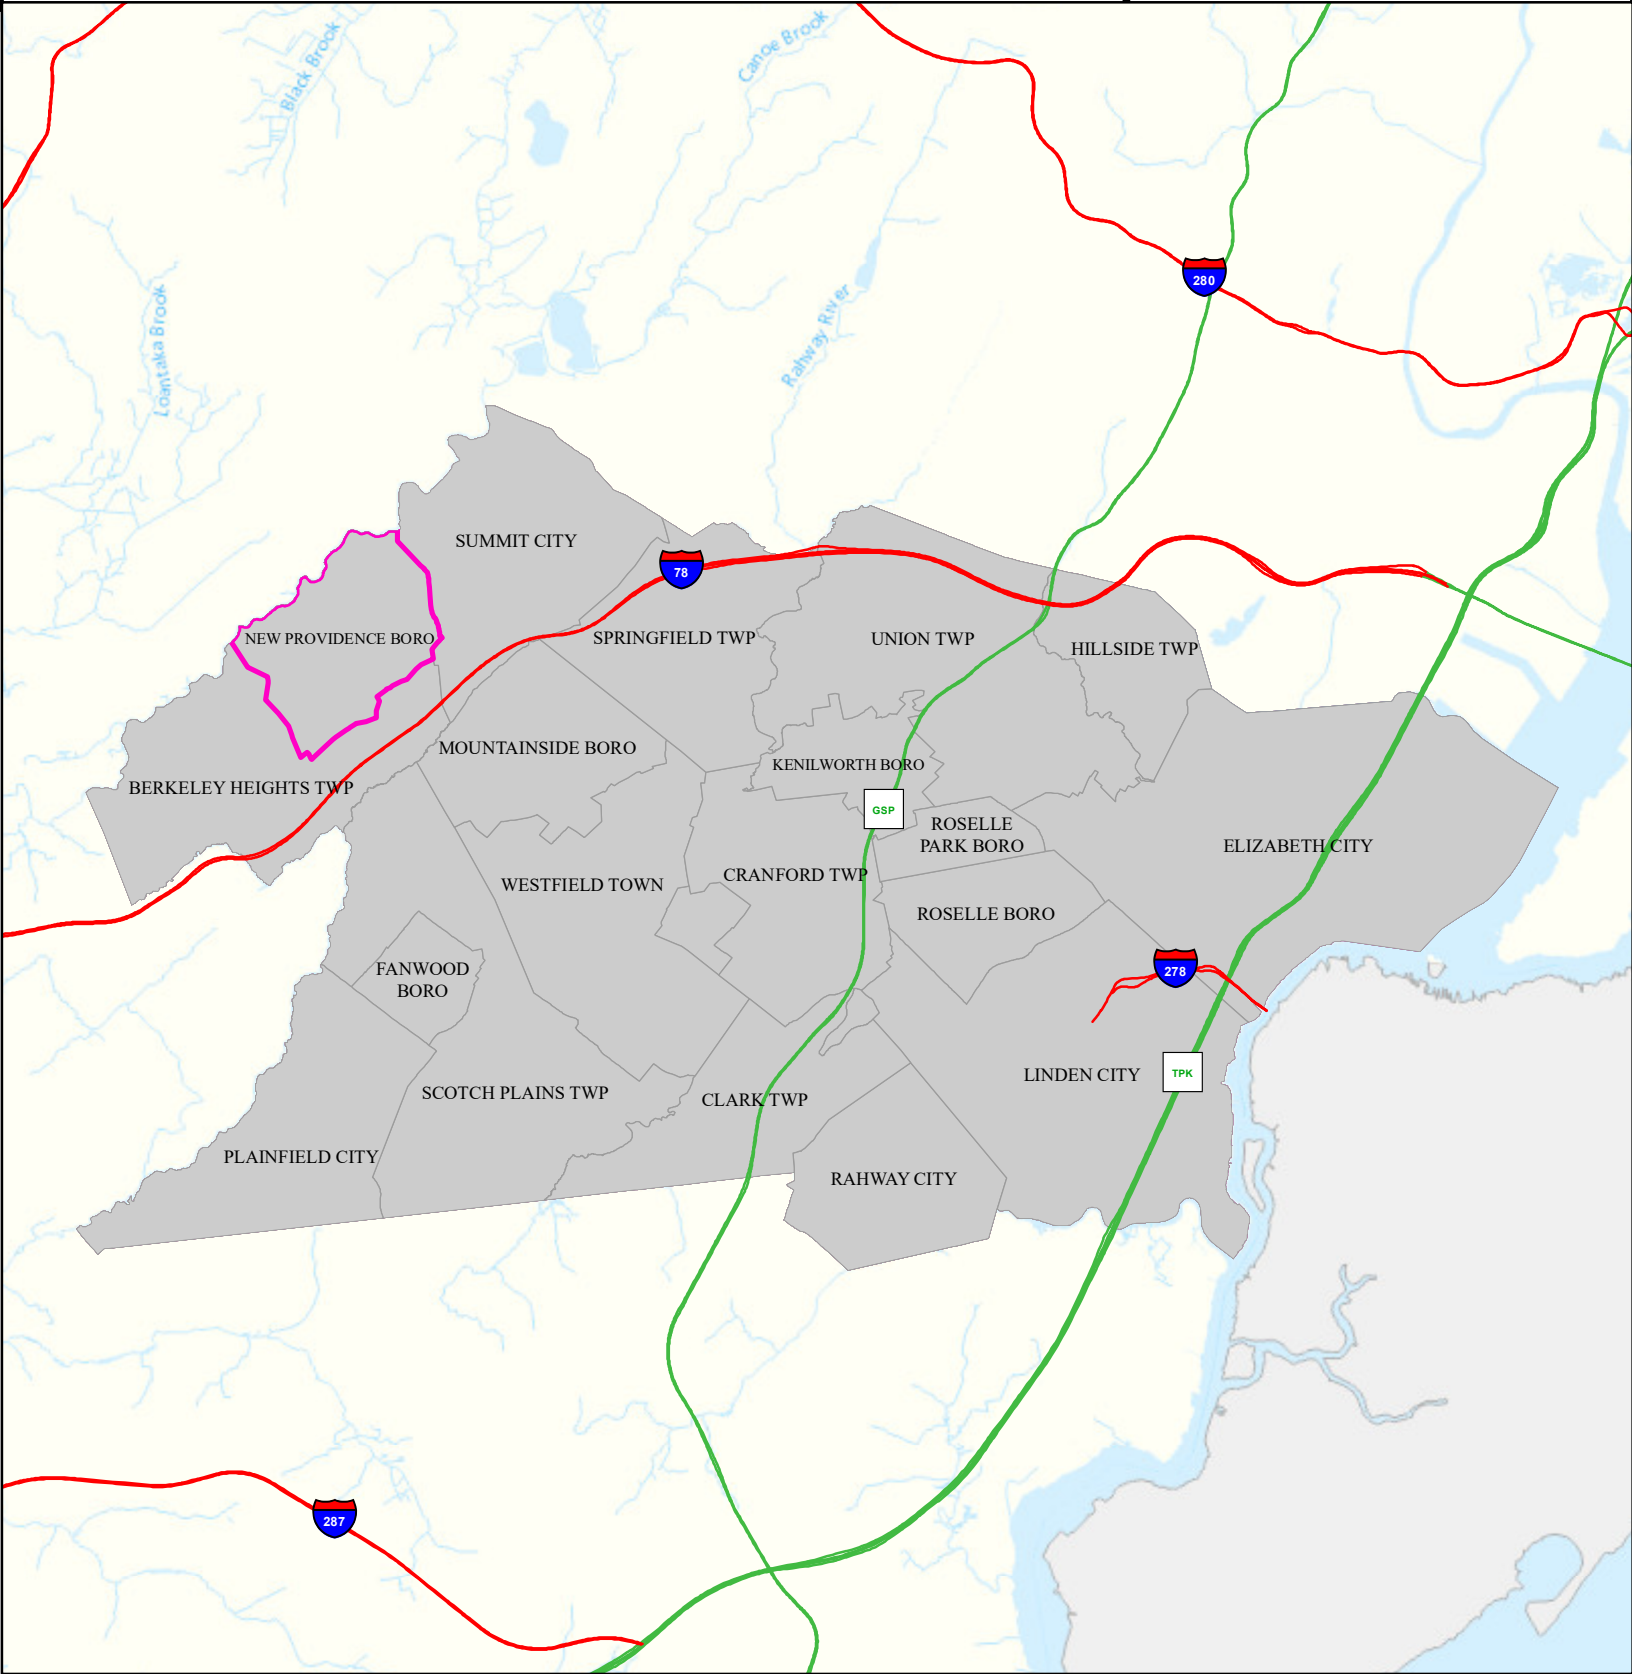 Black Brook
Canoe Brook
Loantaka Brook
Rahway River
280
SUMMIT CITY
78
NEW PROVIDENCE BORO
SPRINGFIELD TWP
UNION TWP
HILLSIDE TWP
MOUNTAINSIDE BORO
KENILWORTH BORO
BERKELEY HEIGHTS TWP
GSP
ROSELLE
PARK BORO
ELIZABETH CITY
CRANFORD TWP
WESTFIELD TOWN
ROSELLE BORO
FANWOOD
BORO
278
LINDEN CITY
TPK
SCOTCH PLAINS TWP
CLARK TWP
PLAINFIELD CITY
RAHWAY CITY
287